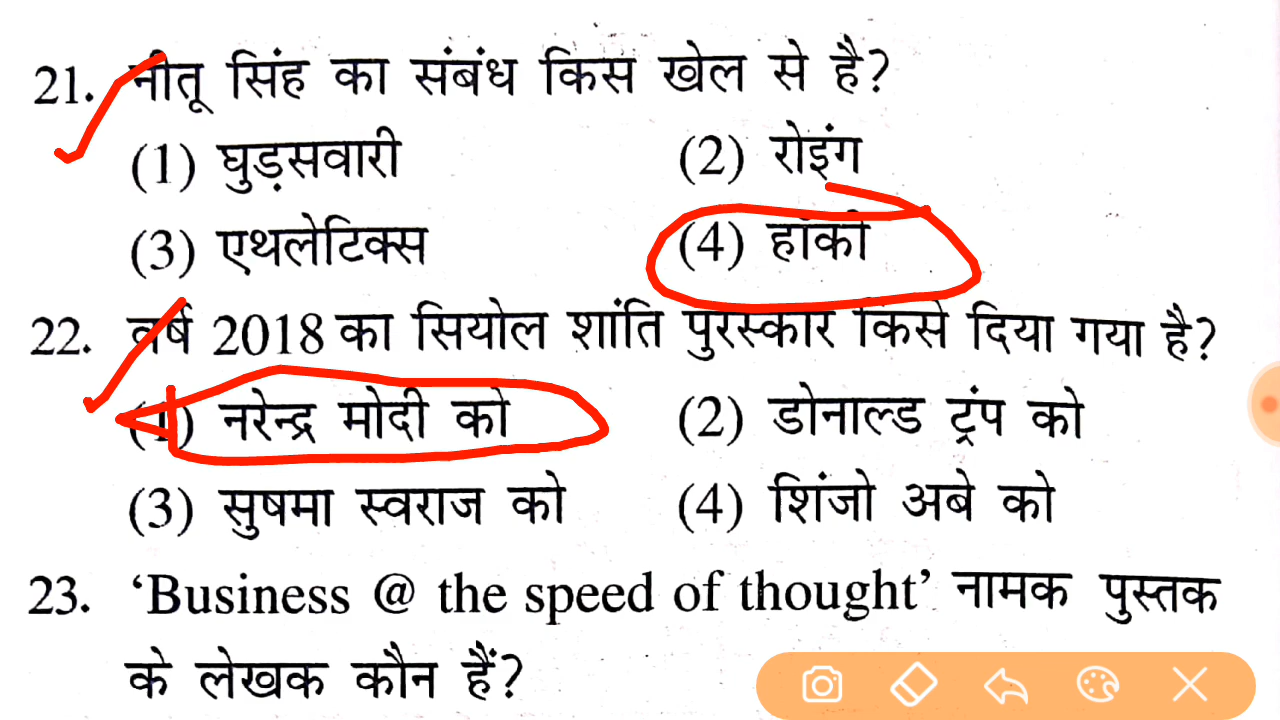 21. नीतू सिंह का संबंध किस खेल से है?
(1) घुड़सवारी (2) रोइंग
(3) एथलेटिक्स (4) हॉकी
22. वर्ष 2018 का सियोल शांति पुरस्कार किसे दिया गया है?
(1) नरेन्द्र मोदी को (2) डोनाल्ड ट्रंप को
(3) सुषमा स्वराज को (4) शिंजो अबे को
23. ‘Business @ the speed of thought’ नामक पुस्तक
के लेखक कौन हैं?